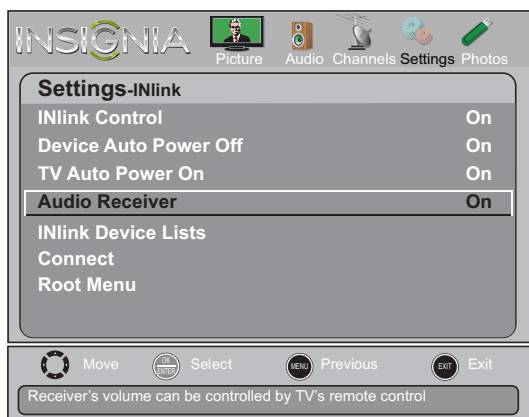 INSIGNIA
Picture Audio Channels Settings Photos
Settings-INlink
INlink Control On
Device Auto Power Off On
TV Auto Power On On
Audio Receiver On
INlink Device Lists
Connect
Root Menu
Move OK ENTER Select MENU Previous EXIT Exit
Receiver's volume can be controlled by TV's remote control